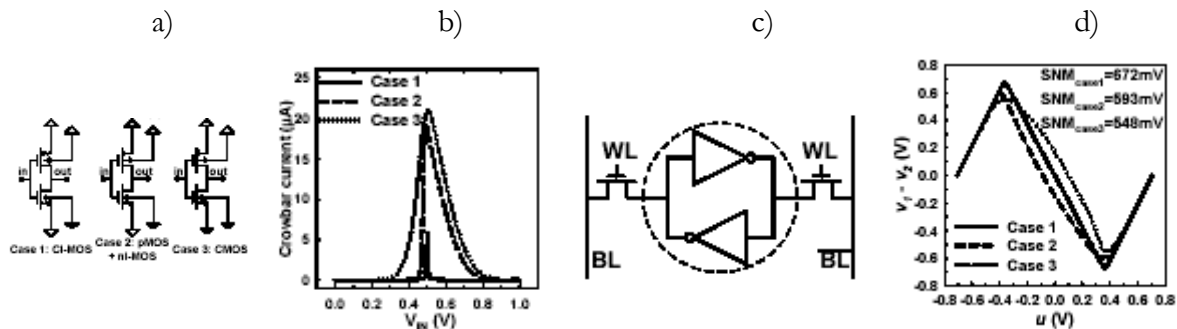 a) b) c) d)
in out in out in out
Case 1: CI-MOS Case 2: pMOS + nI-MOS Case 3: CMOS
Crowbar current (μA)
25
20
15
10
5
0
Case 1
Case 2
Case 3
0.0 0.2 0.4 0.6 0.8 1.0
V_IN (V)
WL WL
BL BL
V1 - V2 (V)
0.8
0.6
0.4
0.2
0.0
-0.2
-0.4
-0.6
-0.8
SNMcase1=672mV
SNMcase2=593mV
SNMcase3=548mV
Case 1
Case 2
Case 3
-0.8 -0.6 -0.4 -0.2 0.0 0.2 0.4 0.6 0.8
u (V)